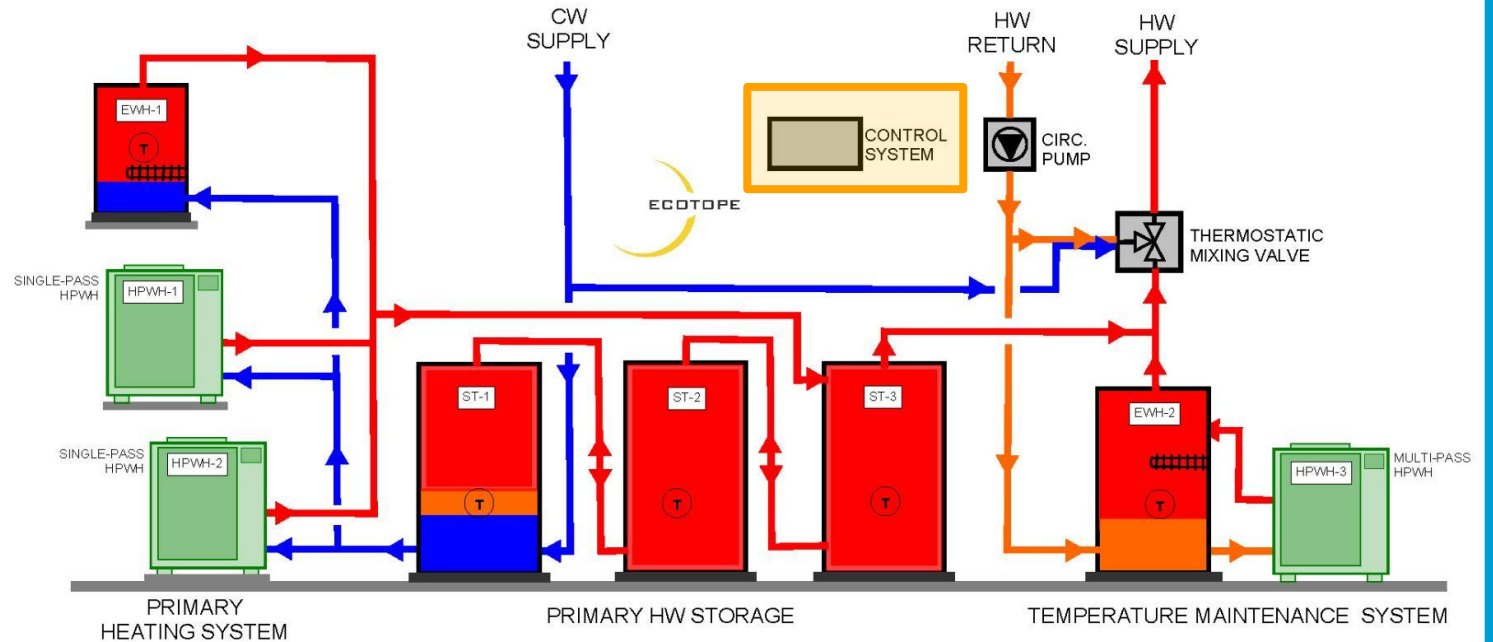 CW
SUPPLY
HW
RETURN
HW
SUPPLY
EWH-1
T
CONTROL
SYSTEM
CIRC.
PUMP
ECOTOPE
THERMOSTATIC
MIXING VALVE
SINGLE-PASS
HPWH
HPWH-1
ST-1
T
ST-2
T
ST-3
T
EWH-2
T
SINGLE-PASS
HPWH
HPWH-2
HPWH-3
MULTI-PASS
HPWH
PRIMARY
HEATING SYSTEM
PRIMARY HW STORAGE
TEMPERATURE MAINTENANCE SYSTEM